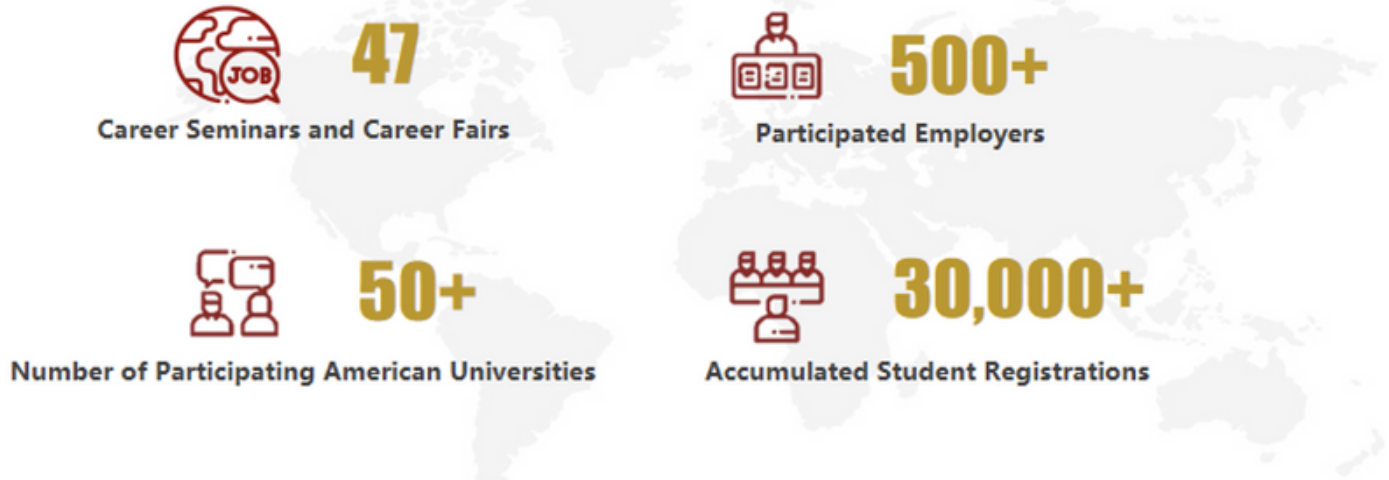 JOB
47
Career Seminars and Career Fairs
500+
Participated Employers
50+
Number of Participating American Universities
30,000+
Accumulated Student Registrations